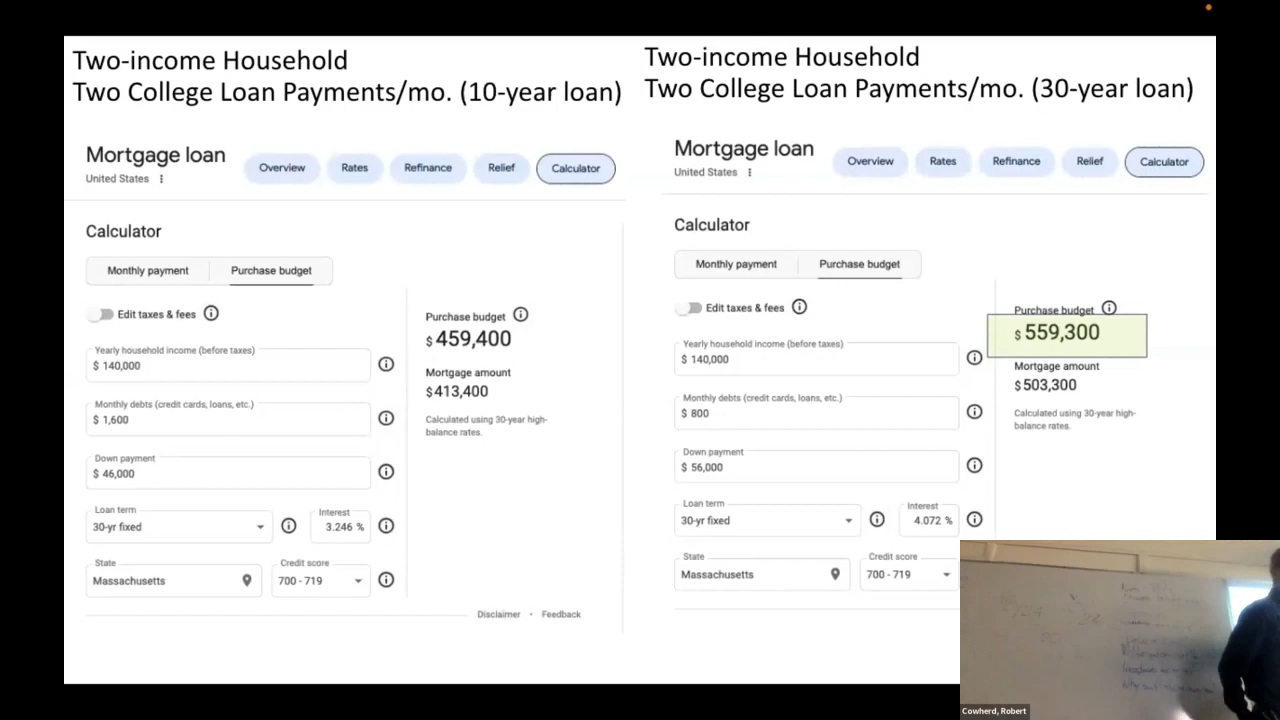 Two-income Household
Two College Loan Payments/mo. (10-year loan)
Mortgage loan
United States
Overview
Rates
Refinance
Relief
Calculator
Calculator
Monthly payment
Purchase budget
Edit taxes & fees
Yearly household income (before taxes)
$ 140,000
Monthly debts (credit cards, loans, etc.)
$ 1,600
Down payment
$ 46,000
Loan term
30-yr fixed
Interest
3.246 %
State
Massachusetts
Credit score
700 - 719
Purchase budget
$ 459,400
Mortgage amount
$413,400
Calculated using 30-year high-
balance rates.
Disclaimer • Feedback
Two-income Household
Two College Loan Payments/mo. (30-year loan)
Mortgage loan
United States
Overview
Rates
Refinance
Relief
Calculator
Calculator
Monthly payment
Purchase budget
Edit taxes & fees
Yearly household income (before taxes)
$ 140,000
Monthly debts (credit cards, loans, etc.)
$ 800
Down payment
$ 56,000
Loan term
30-yr fixed
Interest
4.072 %
State
Massachusetts
Credit score
700 - 719
Purchase budget
$ 559,300
Mortgage amount
$503,300
Calculated using 30-year high-
balance rates.
Cowherd, Robert